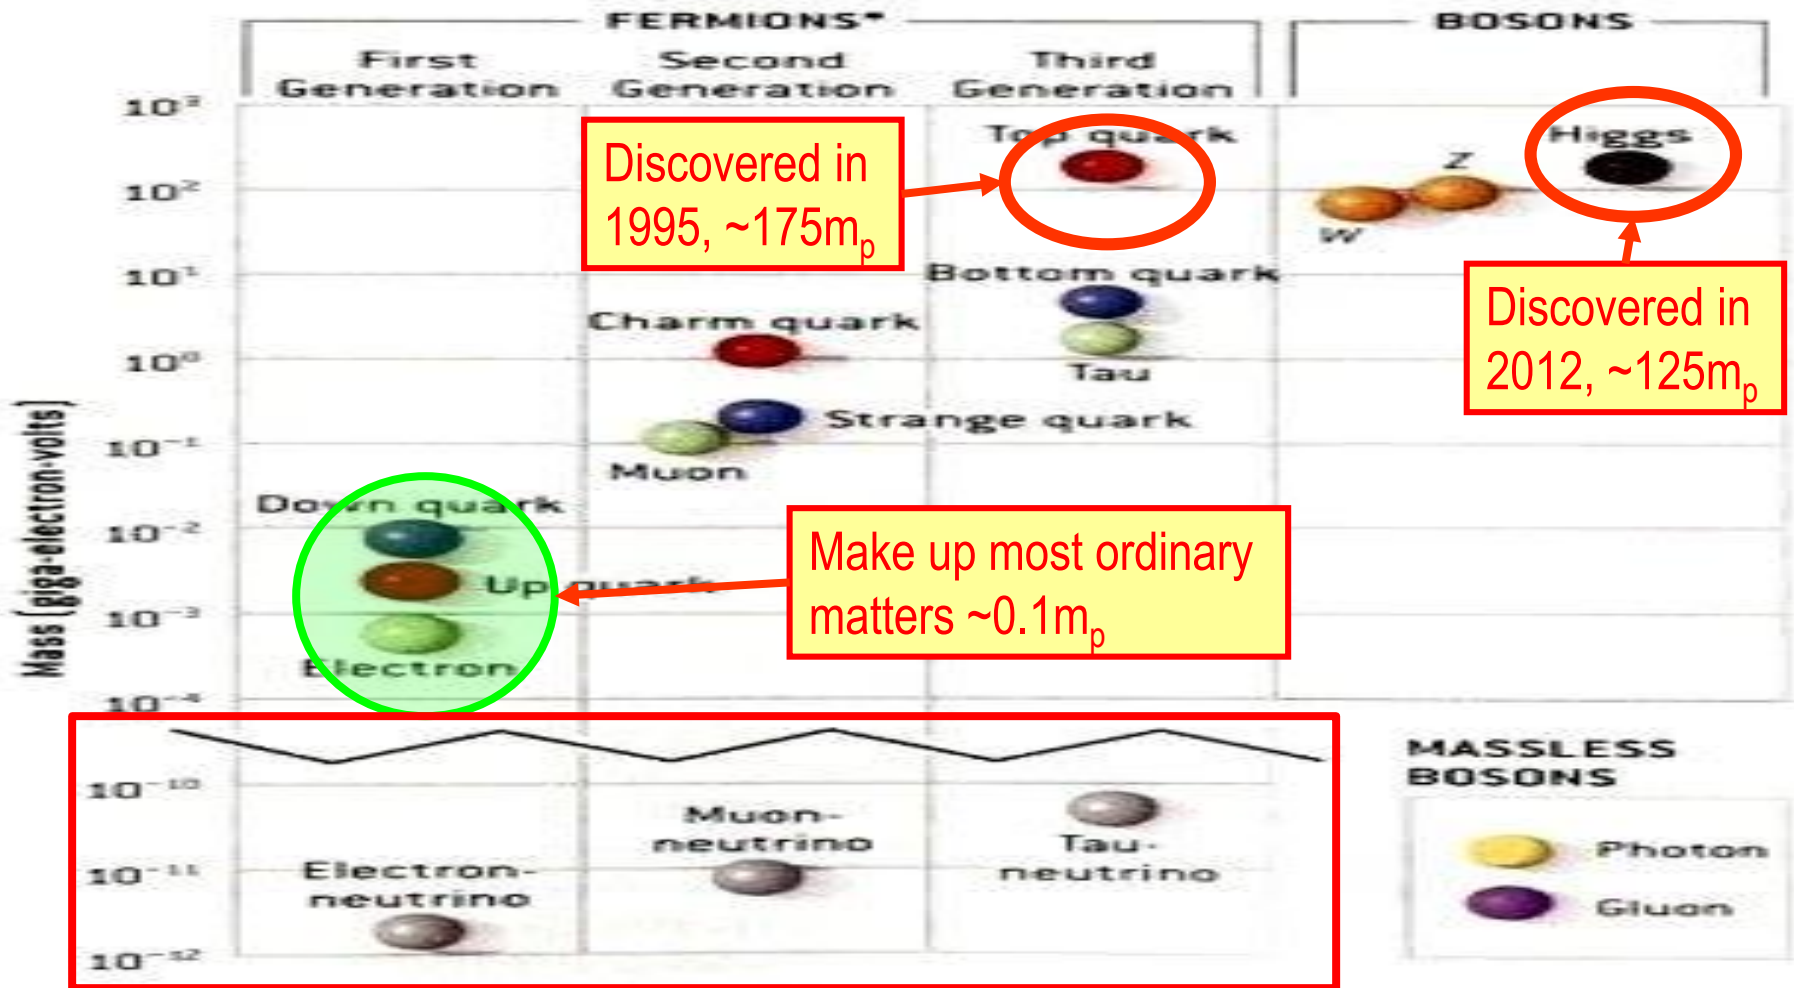 FERMIONS*
BOSONS
First
Generation
Second
Generation
Third
Generation
Mass (giga-electron-volts)
10³
10²
10¹
10⁰
10⁻¹
10⁻²
10⁻³
10⁻⁴
10⁻¹⁰
10⁻¹¹
10⁻¹²
Top quark
Higgs
Z
W
Discovered in
1995, ~175mₚ
Bottom quark
Charm quark
Tau
Discovered in
2012, ~125mₚ
Strange quark
Muon
Down quark
Up quark
Electron
Make up most ordinary
matters ~0.1mₚ
Electron-
neutrino
Muon-
neutrino
Tau-
neutrino
MASSLESS
BOSONS
Photon
Gluon